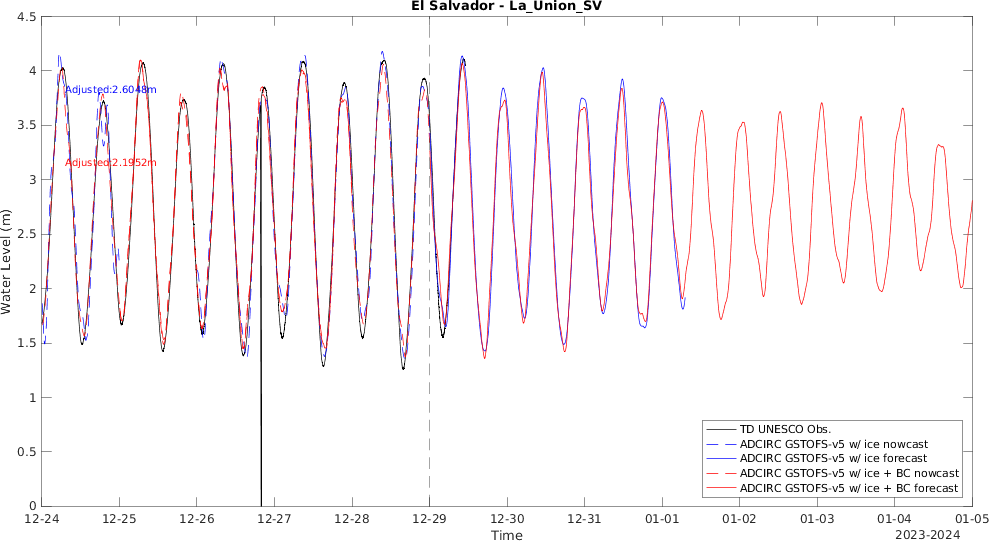 El Salvador - La_Union_SV
4.5
4
3.5
3
2.5
2
1.5
1
0.5
0
Water Level (m)
Adjusted:2.6048m
Adjusted:2.1952m
TD UNESCO Obs.
ADCIRC GSTOFS-v5 w/ ice nowcast
ADCIRC GSTOFS-v5 w/ ice forecast
ADCIRC GSTOFS-v5 w/ ice + BC nowcast
ADCIRC GSTOFS-v5 w/ ice + BC forecast
12-24 12-25 12-26 12-27 12-28 12-29 12-30 12-31 01-01 01-02 01-03 01-04 01-05
Time
2023-2024